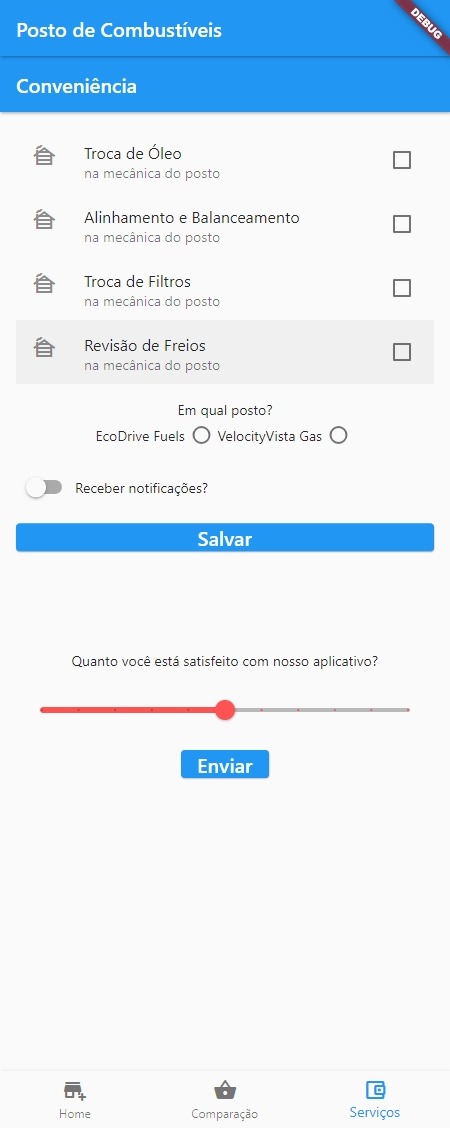 Posto de Combustíveis
DEBUG
Conveniência
Troca de Óleo
na mecânica do posto
Alinhamento e Balanceamento
na mecânica do posto
Troca de Filtros
na mecânica do posto
Revisão de Freios
na mecânica do posto
Em qual posto?
EcoDrive Fuels VelocityVista Gas
Receber notificações?
Salvar
Quanto você está satisfeito com nosso aplicativo?
Enviar
Home Comparação Serviços